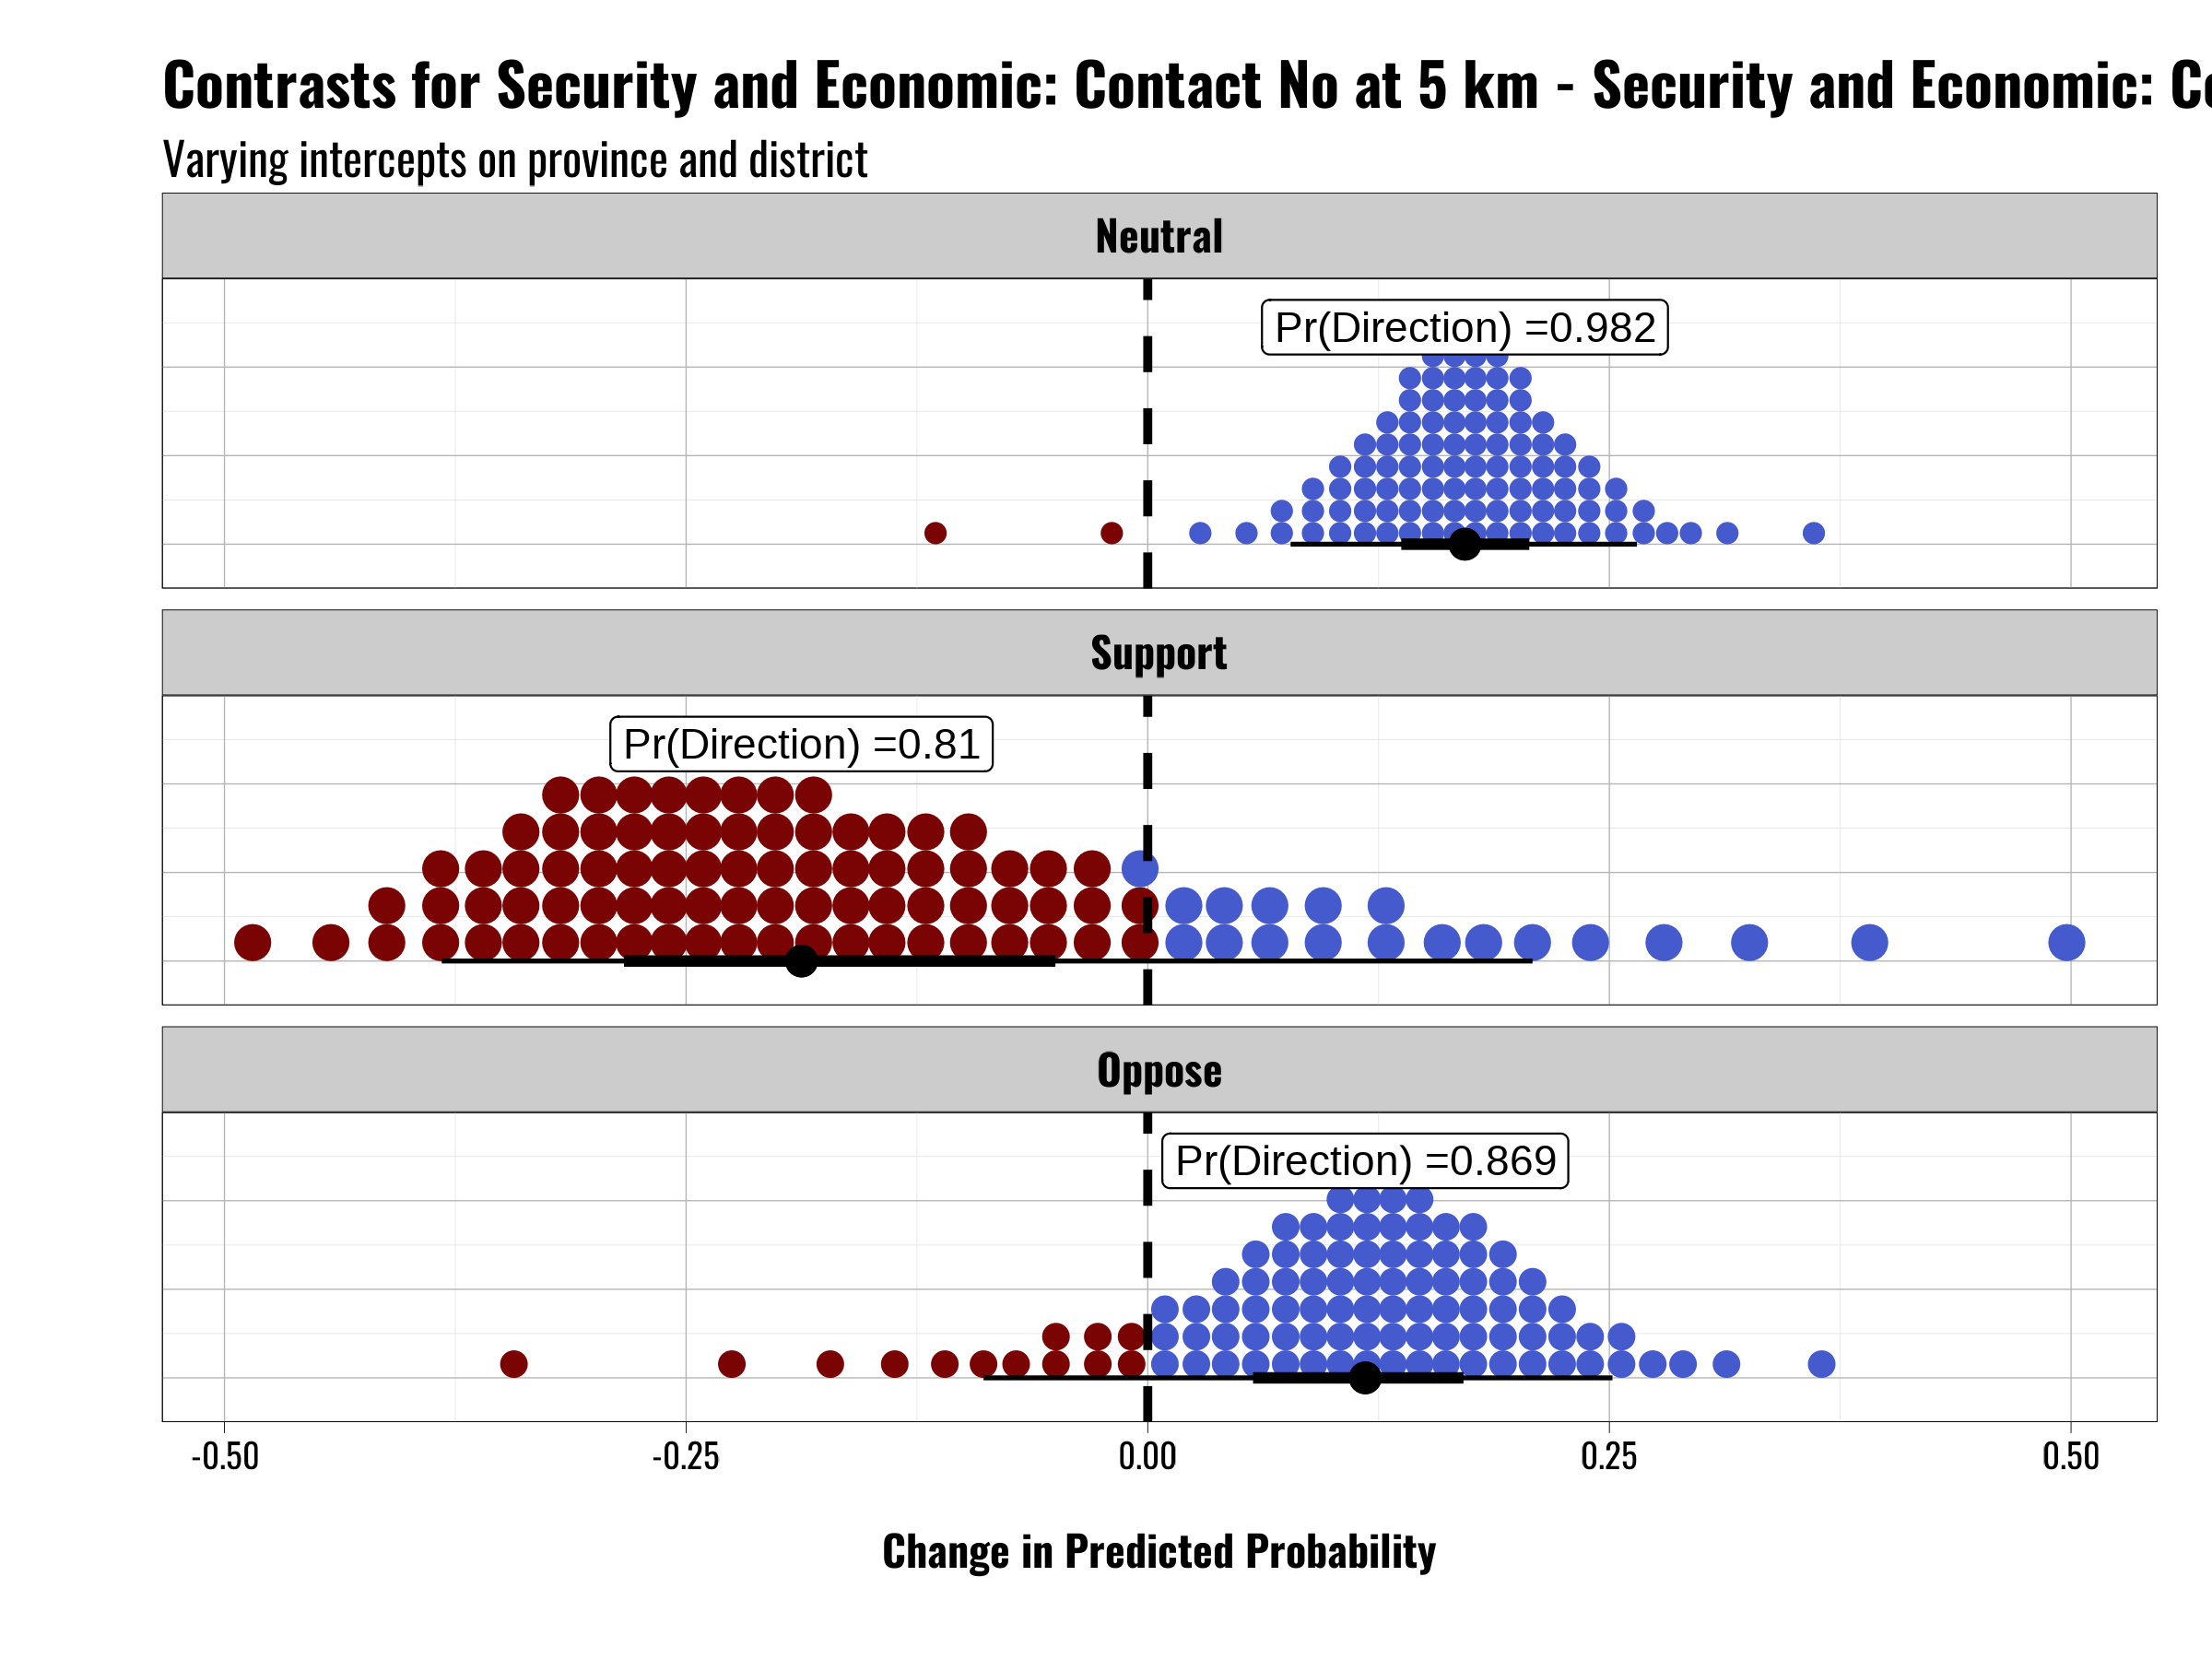 Contrasts for Security and Economic: Contact No at 5 km - Security and Economic:
Varying intercepts on province and district
Neutral
Pr(Direction) =0.982
Support
Pr(Direction) =0.81
Oppose
Pr(Direction) =0.869
-0.50 -0.25 0.00 0.25 0.50
Change in Predicted Probability